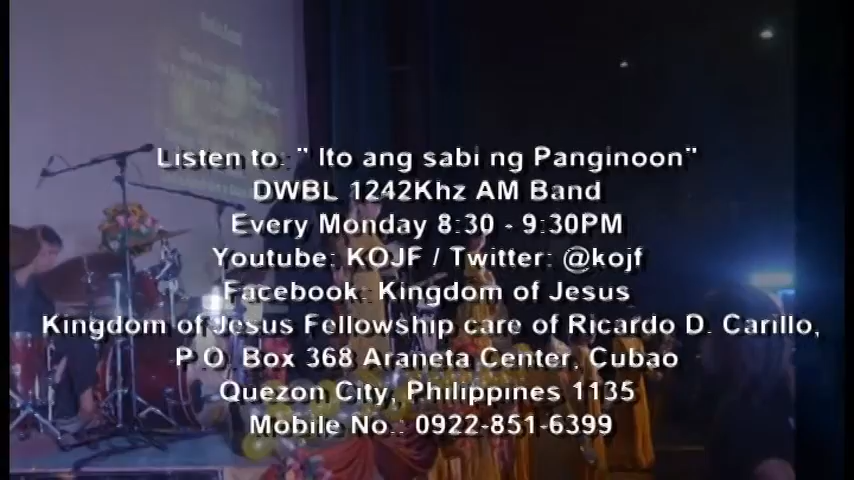 Listen to: " Ito ang sabi ng Panginoon"
DWBL 1242Khz AM Band
Every Monday 8:30 - 9:30PM
Youtube: KOJF / Twitter: @kojf
Facebook: Kingdom of Jesus
Kingdom of Jesus Fellowship care of Ricardo D. Carillo,
P.O. Box 368 Araneta Center, Cubao
Quezon City, Philippines 1135
Mobile No.: 0922-851-6399